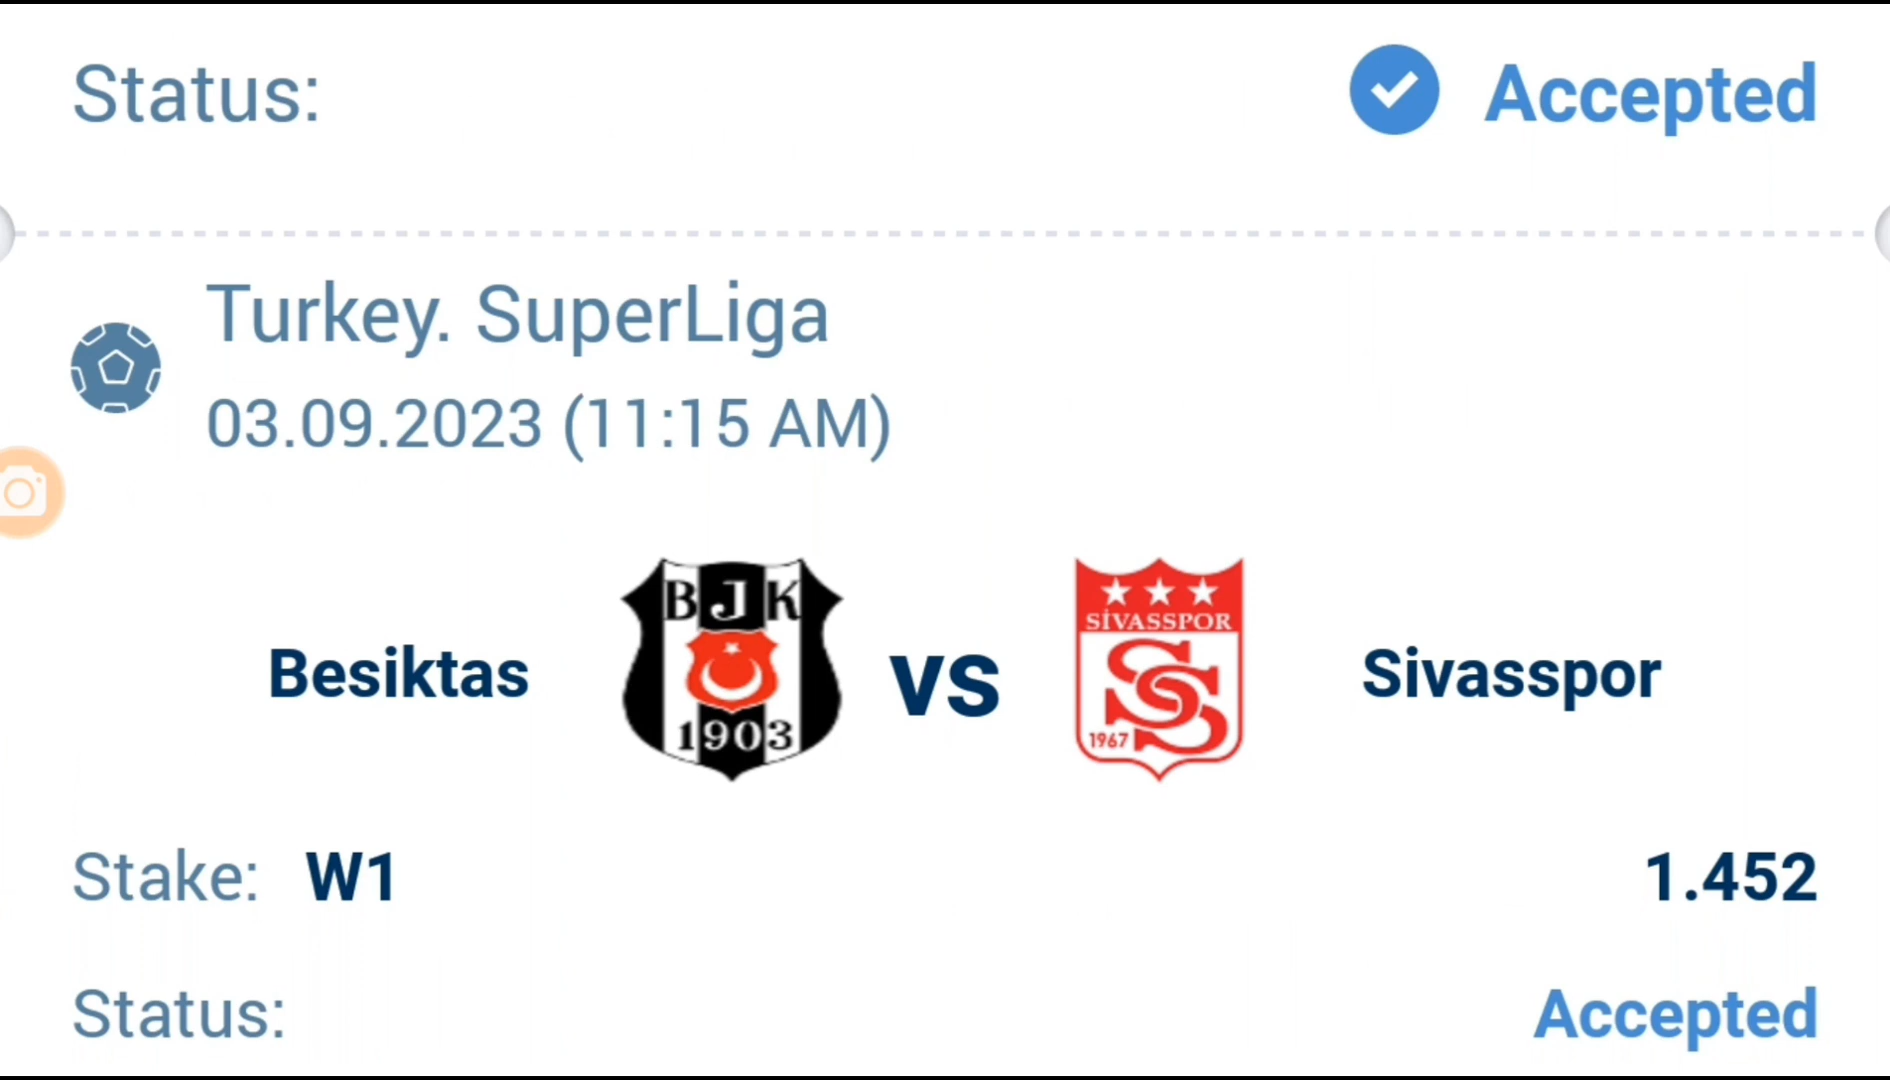 Status: Accepted
Turkey. SuperLiga
03.09.2023 (11:15 AM)
BJK
1903
SİVASSPOR
SS
1967
Besiktas vs Sivasspor
Stake: W1 1.452
Status: Accepted